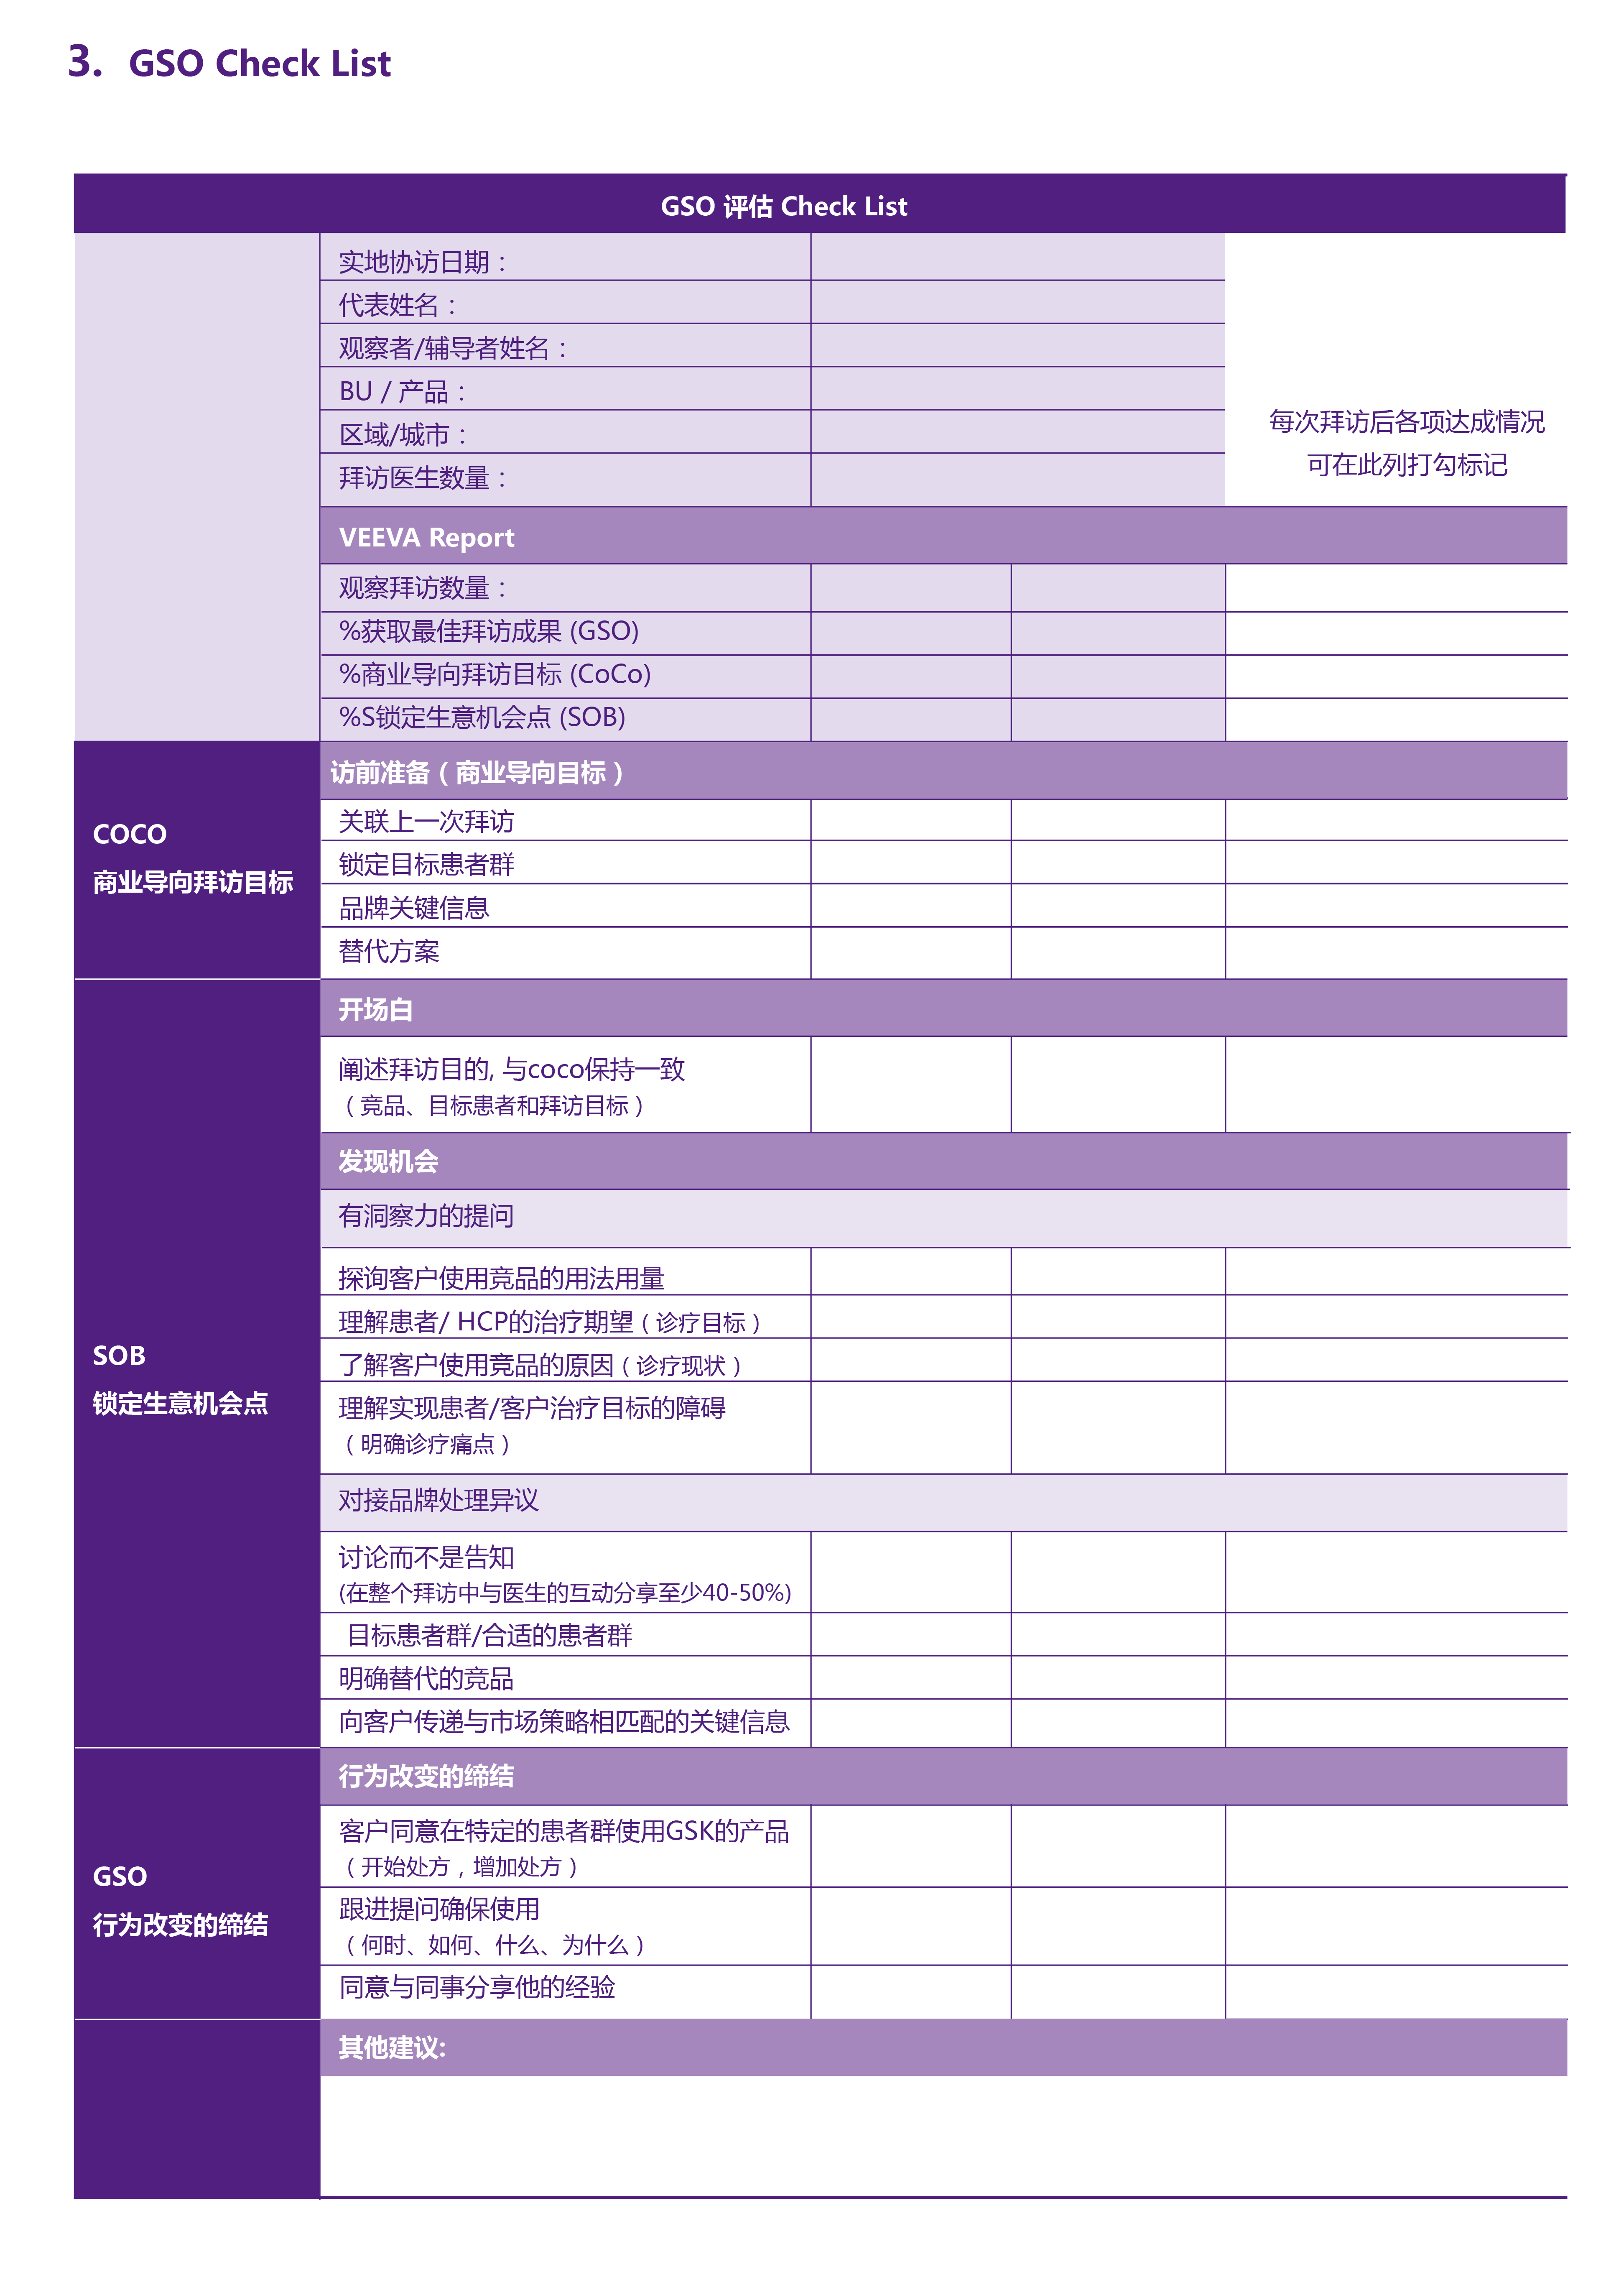 3. GSO Check List
GSO 评估 Check List
实地协访日期：
代表姓名：
观察者/辅导者姓名：
BU / 产品：
区域/城市：
拜访医生数量：
每次拜访后各项达成情况
可在此列打勾标记
VEEVA Report
观察拜访数量：
%获取最佳拜访成果 (GSO)
%商业导向拜访目标 (CoCo)
%S锁定生意机会点 (SOB)
COCO
商业导向拜访目标
访前准备（商业导向目标）
关联上一次拜访
锁定目标患者群
品牌关键信息
替代方案
SOB
锁定生意机会点
开场白
阐述拜访目的, 与coco保持一致
（竞品、目标患者和拜访目标）
发现机会
有洞察力的提问
探询客户使用竞品的用法用量
理解患者/ HCP的治疗期望（诊疗目标）
了解客户使用竞品的原因（诊疗现状）
理解实现患者/客户治疗目标的障碍
（明确诊疗痛点）
对接品牌处理异议
讨论而不是告知
(在整个拜访中与医生的互动分享至少40-50%)
目标患者群/合适的患者群
明确替代的竞品
向客户传递与市场策略相匹配的关键信息
GSO
行为改变的缔结
行为改变的缔结
客户同意在特定的患者群使用GSK的产品
（开始处方，增加处方）
跟进提问确保使用
（何时、如何、什么、为什么）
同意与同事分享他的经验
其他建议: